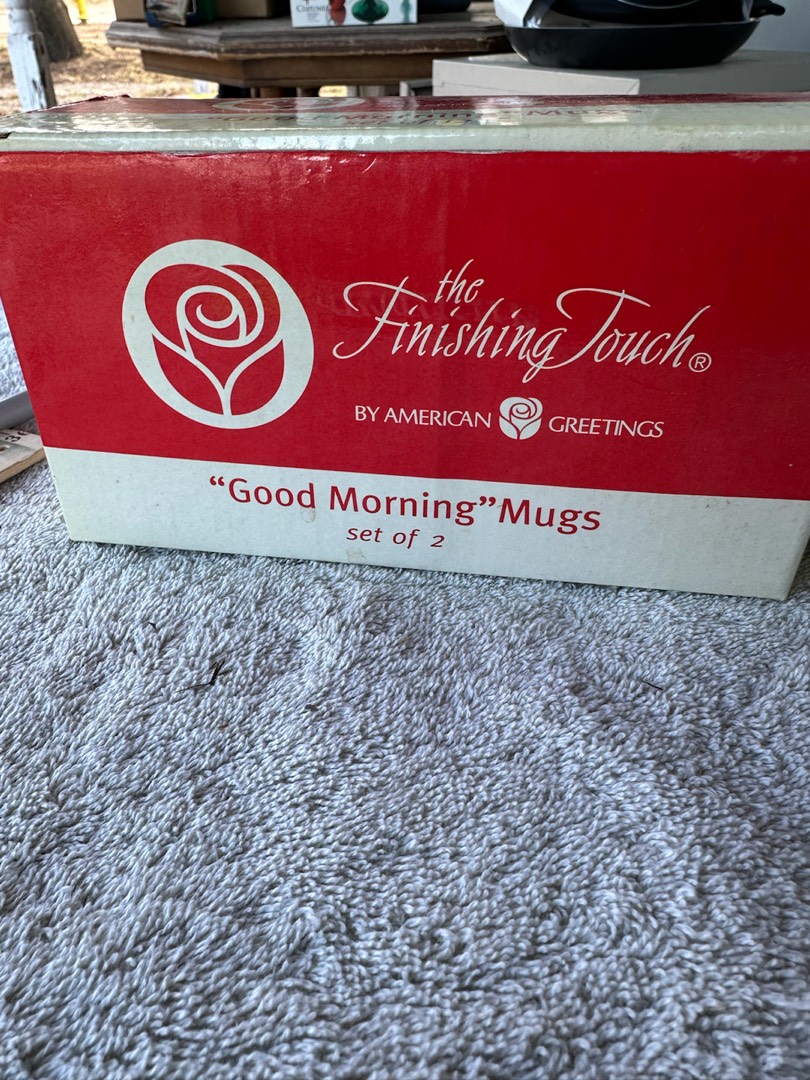 the
Finishing Touch®
BY AMERICAN GREETINGS
“Good Morning” Mugs
set of 2